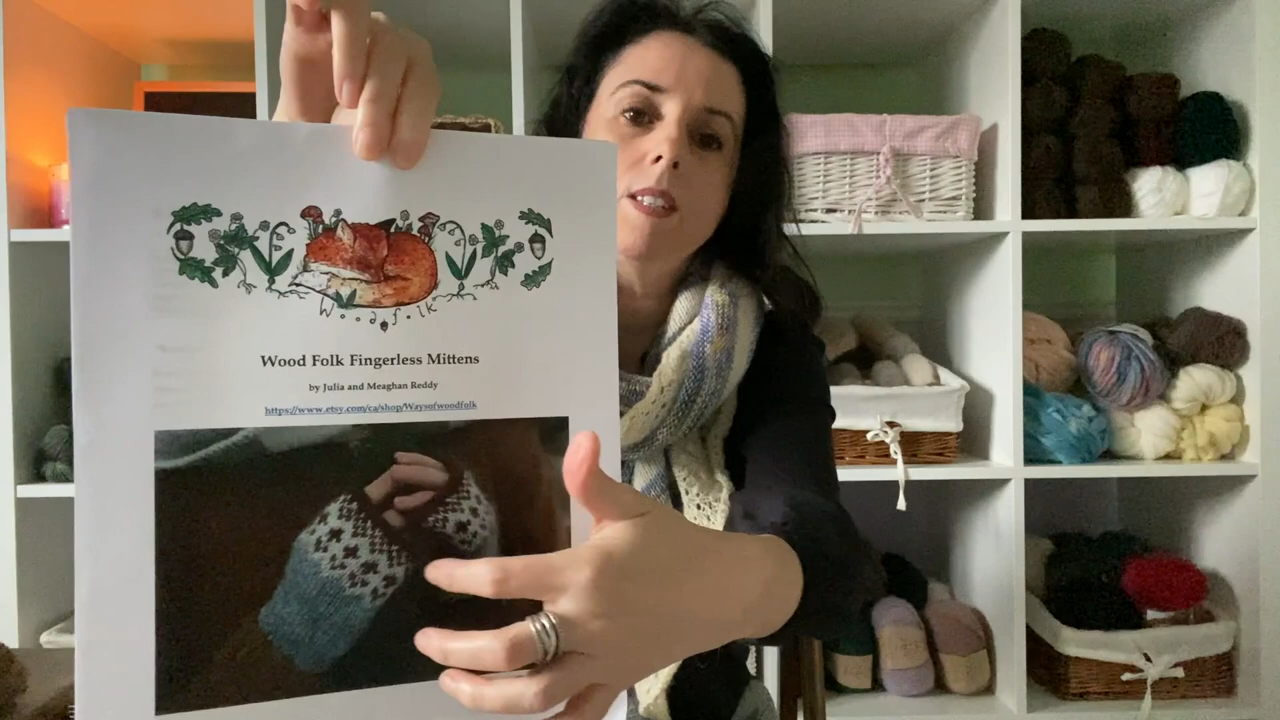 Woodfolk
Wood Folk Fingerless Mittens
by Julia and Meaghan Reddy
https://www.etsy.com/ca/shop/Waysofwoodfolk